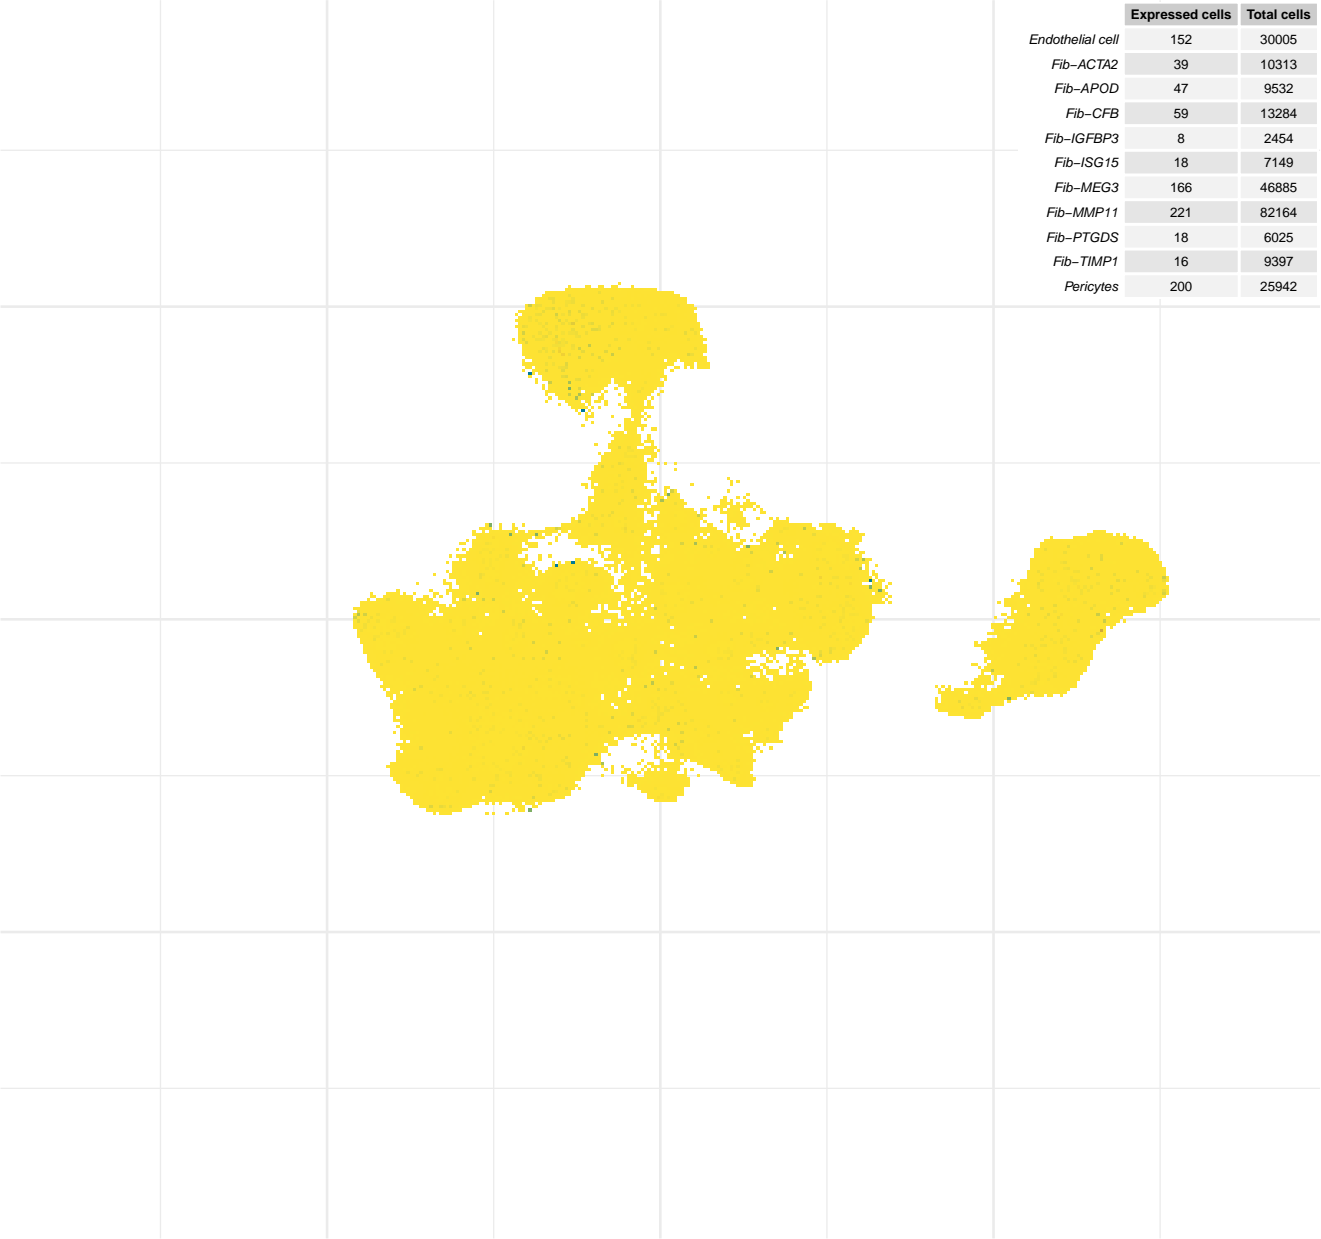 Expressed cells Total cells
Endothelial cell 152 30005
Fib−ACTA2 39 10313
Fib−APOD 47 9532
Fib−CFB 59 13284
Fib−IGFBP3 8 2454
Fib−ISG15 18 7149
Fib−MEG3 166 46885
Fib−MMP11 221 82164
Fib−PTGDS 18 6025
Fib−TIMP1 16 9397
Pericytes 200 25942